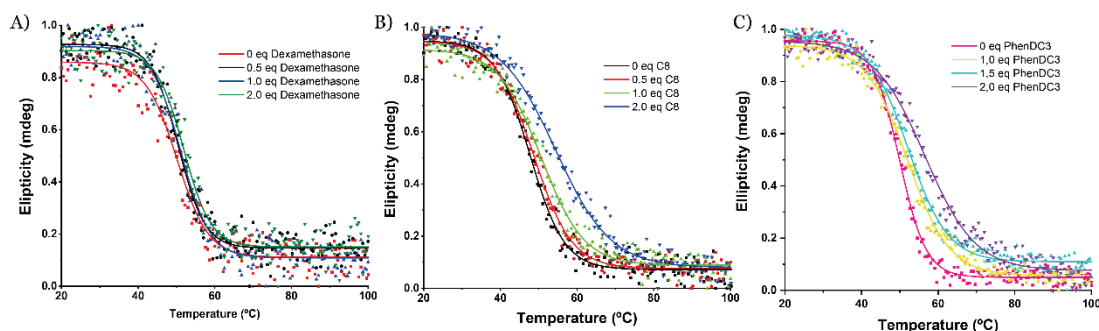 A)
0 eq Dexamethasone
0.5 eq Dexamethasone
1.0 eq Dexamethasone
2.0 eq Dexamethasone
Elipticity (mdeg)
1.0
0.8
0.6
0.4
0.2
0.0
20
40
60
80
100
Temperature (ºC)
B)
0 eq C8
0.5 eq C8
1.0 eq C8
2.0 eq C8
Elipticity (mdeg)
1.0
0.8
0.6
0.4
0.2
0.0
20
40
60
80
100
Temperature (ºC)
C)
0 eq PhenDC3
1,0 eq PhenDC3
1,5 eq PhenDC3
2,0 eq PhenDC3
Elipticity (mdeg)
1.0
0.8
0.6
0.4
0.2
0.0
20
40
60
80
100
Temperature (ºC)